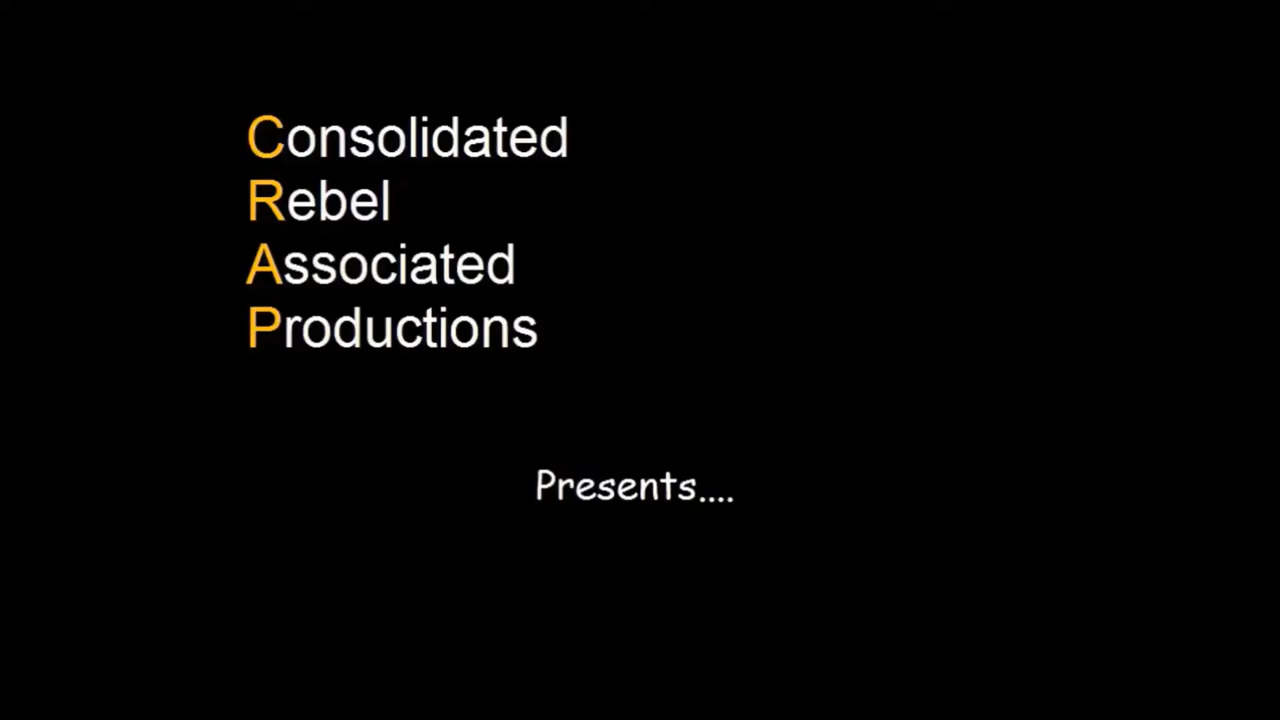 Consolidated
Rebel
Associated
Productions
Presents....